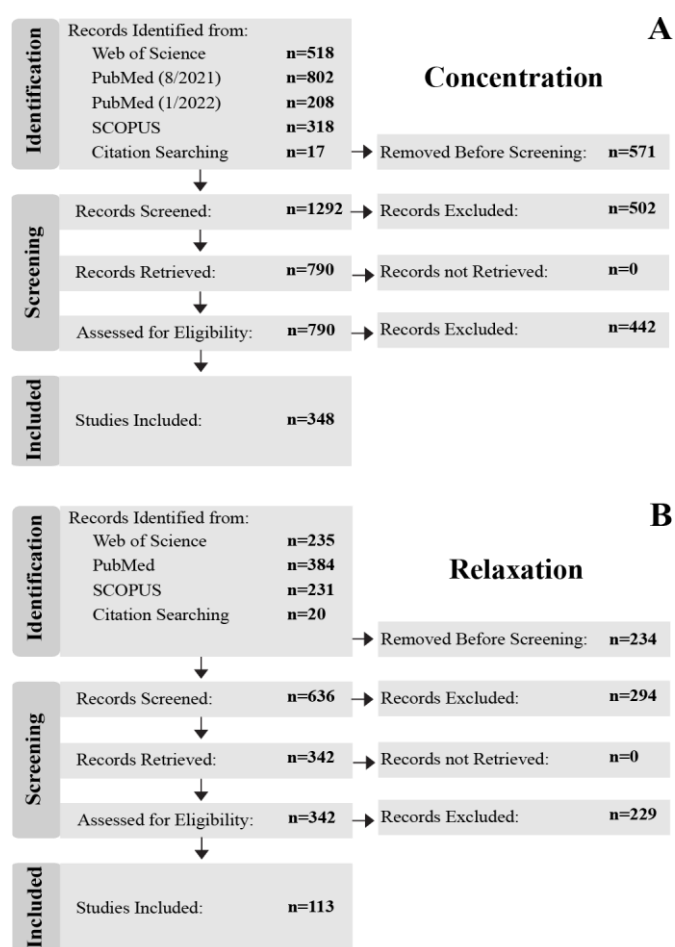 A
Concentration
Identification
Records Identified from:
Web of Science n=518
PubMed (8/2021) n=802
PubMed (1/2022) n=208
SCOPUS n=318
Citation Searching n=17
Removed Before Screening: n=571
Screening
Records Screened: n=1292
Records Excluded: n=502
Records Retrieved: n=790
Records not Retrieved: n=0
Assessed for Eligibility: n=790
Records Excluded: n=442
Included
Studies Included: n=348
B
Relaxation
Identification
Records Identified from:
Web of Science n=235
PubMed n=384
SCOPUS n=231
Citation Searching n=20
Removed Before Screening: n=234
Screening
Records Screened: n=636
Records Excluded: n=294
Records Retrieved: n=342
Records not Retrieved: n=0
Assessed for Eligibility: n=342
Records Excluded: n=229
Included
Studies Included: n=113